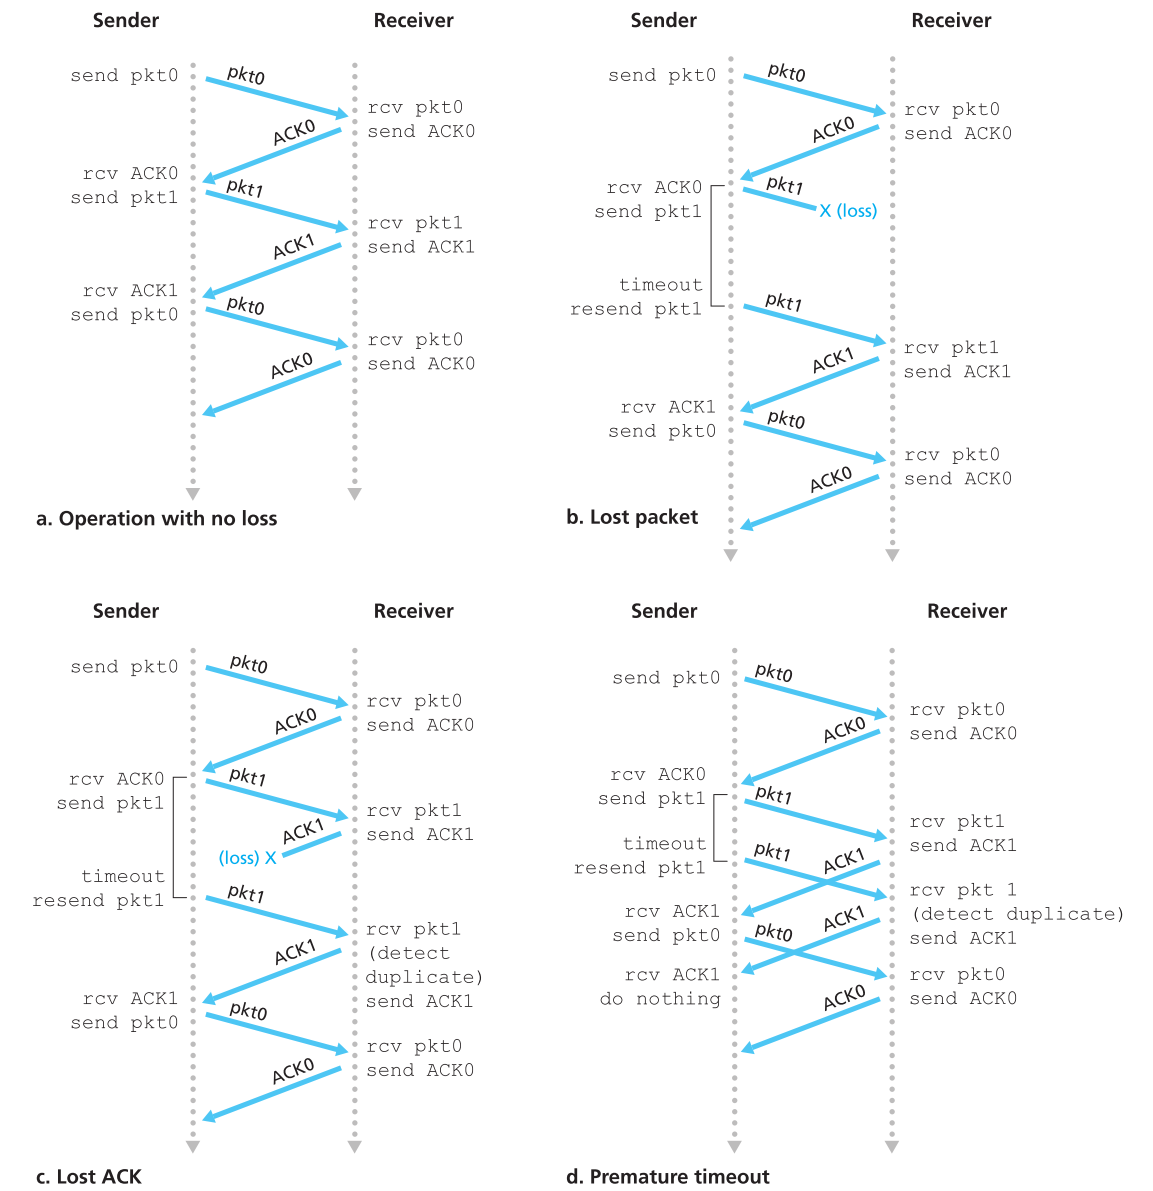 Sender
Receiver
send pkt0
pkt0
rcv pkt0
send ACK0
ACK0
rcv ACK0
send pkt1
pkt1
rcv pkt1
send ACK1
ACK1
rcv ACK1
send pkt0
pkt0
rcv pkt0
send ACK0
ACK0
a. Operation with no loss
Sender
Receiver
send pkt0
pkt0
rcv pkt0
send ACK0
ACK0
rcv ACK0
send pkt1
pkt1
X (loss)
timeout
resend pkt1
pkt1
rcv pkt1
send ACK1
ACK1
rcv ACK1
send pkt0
pkt0
rcv pkt0
send ACK0
ACK0
b. Lost packet
Sender
Receiver
send pkt0
pkt0
rcv pkt0
send ACK0
ACK0
rcv ACK0
send pkt1
pkt1
rcv pkt1
send ACK1
ACK1
(loss) X
timeout
resend pkt1
pkt1
rcv pkt1
(detect
duplicate)
send ACK1
ACK1
rcv ACK1
send pkt0
pkt0
rcv pkt0
send ACK0
ACK0
c. Lost ACK
Sender
Receiver
send pkt0
pkt0
rcv pkt0
send ACK0
ACK0
rcv ACK0
send pkt1
pkt1
rcv pkt1
send ACK1
timeout
resend pkt1
pkt1
ACK1
rcv pkt 1
(detect duplicate)
send ACK1
rcv ACK1
send pkt0
ACK1
pkt0
rcv ACK1
do nothing
rcv pkt0
send ACK0
ACK0
d. Premature timeout